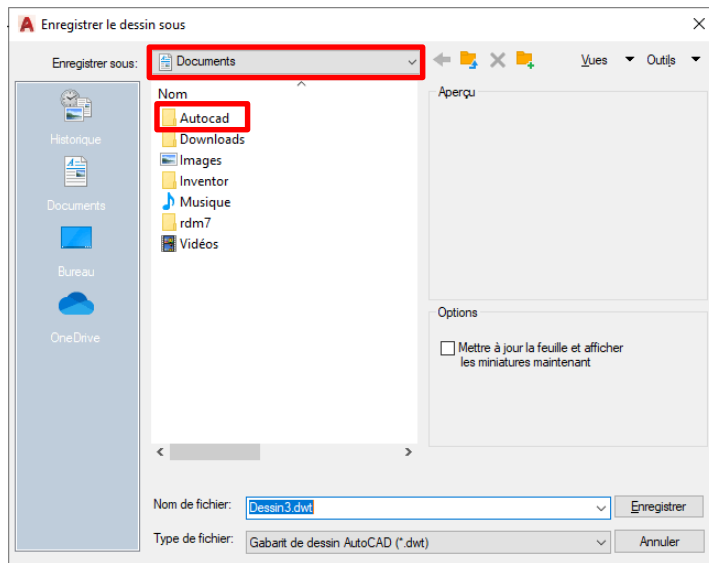 Enregistrer le dessin sous
Enregistrer sous: Documents Vues Outils
Nom
Autocad
Downloads
Images
Inventor
Musique
rdm7
Vidéos
Historique
Documents
Bureau
OneDrive
Aperçu
Options
Mettre à jour la feuille et afficher
les miniatures maintenant
Nom de fichier: Dessin3.dwt Enregistrer
Type de fichier: Gabarit de dessin AutoCAD (*.dwt) Annuler